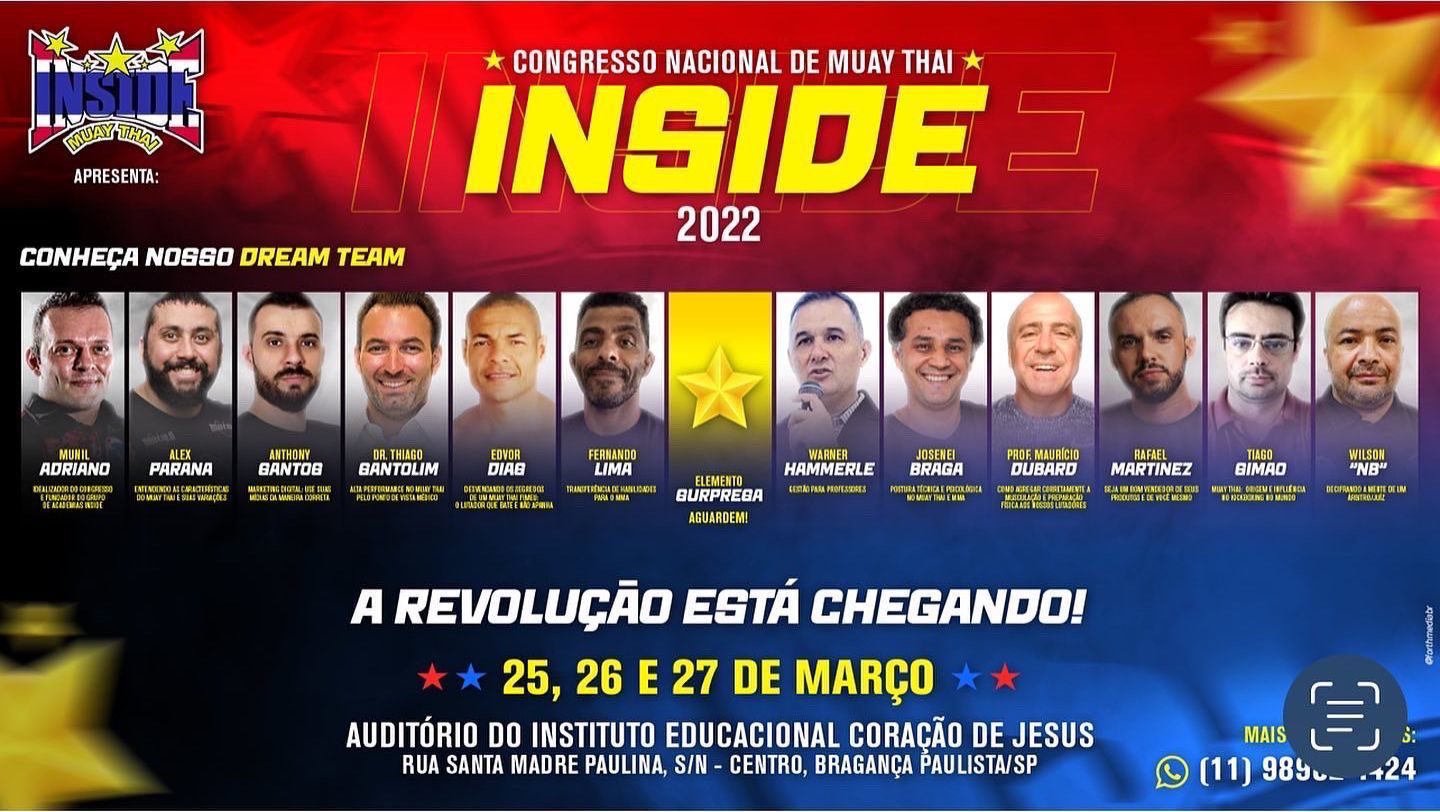 INSIDE
MUAY THAI
APRESENTA:
CONGRESSO NACIONAL DE MUAY THAI
INSIDE
2022
CONHEÇA NOSSO DREAM TEAM
MUNIL
ADRIANO
IDEALIZADOR DO CONGRESSO
E FUNDADOR DO GRUPO
DE ACADEMIAS INSIDE
ALEX
PARANA
ENTENDENDO AS CARACTERÍSTICAS
DO MUAY THAI E SUAS VARIAÇÕES
ANTHONY
SANTOS
MARKETING DIGITAL: USE SUAS
MÍDIAS DA MANEIRA CORRETA
DR. THIAGO
SANTOLIM
ALTA PERFORMANCE NO MUAY THAI
PELO PONTO DE VISTA MÉDICO
EDVOR
DIAS
DESVENDANDO OS SEGREDOS
DE UM MUAY THAI FIMEU:
O LUTADOR QUE BATE E NÃO APANHA
FERNANDO
LIMA
TRANSFERÊNCIA DE HABILIDADES
PARA O MMA
ELEMENTO
SURPRESA
AGUARDEM!
WARNER
HAMMERLE
GESTÃO PARA PROFESSORES
JOSENEI
BRAGA
POSTURA TÉCNICA E PSICOLÓGICA
NO MUAY THAI E MMA
PROF. MAURÍCIO
DUBARD
COMO AGREGAR CORRETAMENTE A
MUSCULAÇÃO E PREPARAÇÃO
FÍSICA AOS NOSSOS LUTADORES
RAFAEL
MARTINEZ
SEJA UM BOM VENDEDOR DE SEUS
PRODUTOS E DE VOCÊ MESMO
TIAGO
SIMAO
MUAY THAI: ORIGEM E INFLUÊNCIA
NO KICKBOXING NO MUNDO
WILSON
"NB"
DECIFRANDO A MENTE DE UM
ÁRBITRO/JUIZ
A REVOLUÇÃO ESTÁ CHEGANDO!
25, 26 E 27 DE MARÇO
AUDITÓRIO DO INSTITUTO EDUCACIONAL CORAÇÃO DE JESUS
RUA SANTA MADRE PAULINA, S/N - CENTRO, BRAGANÇA PAULISTA/SP
MAIS
(11)
@forthmediabr